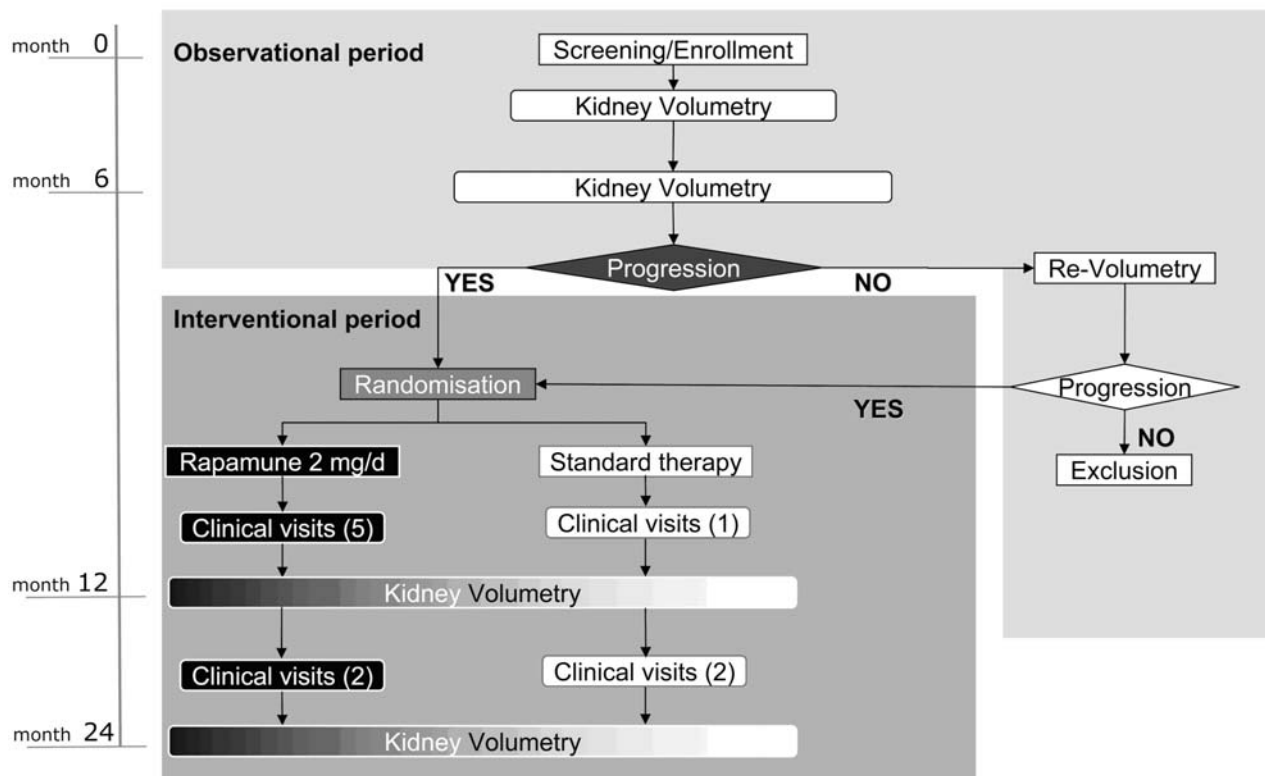 month 0
Observational period
Screening/Enrollment
Kidney Volumetry
month 6
Kidney Volumetry
Progression
YES
NO
Re-Volumetry
Interventional period
Randomisation
YES
Progression
NO
Exclusion
Rapamune 2 mg/d
Standard therapy
Clinical visits (5)
Clinical visits (1)
month 12
Kidney Volumetry
Clinical visits (2)
Clinical visits (2)
month 24
Kidney Volumetry